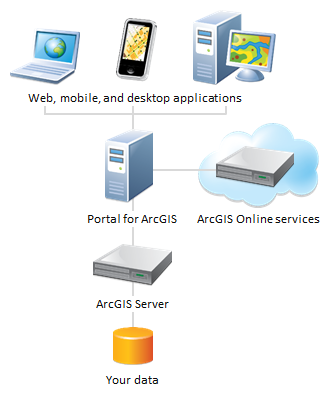 Web, mobile, and desktop applications
Portal for ArcGIS
ArcGIS Online services
ArcGIS Server
Your data